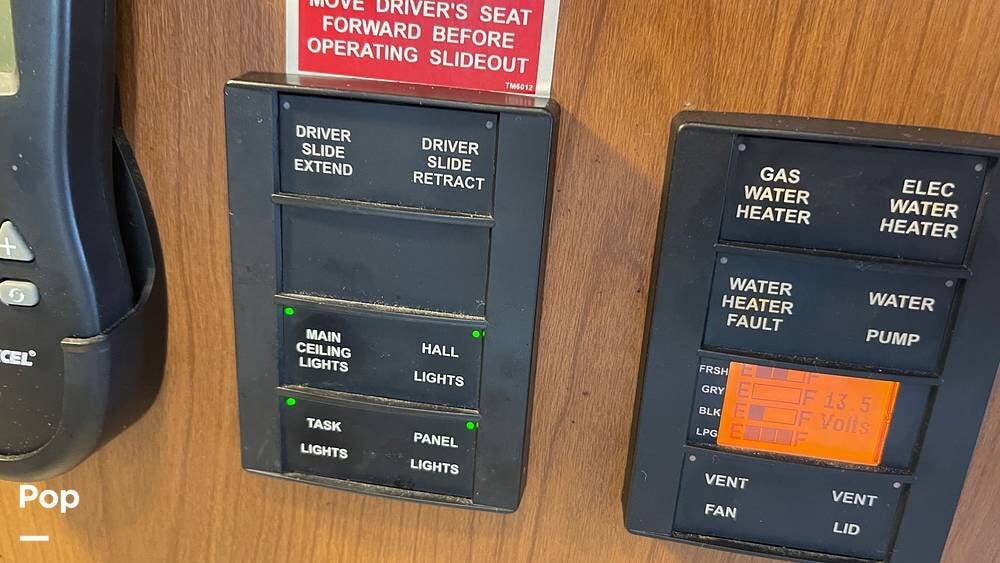 MOVE DRIVER'S SEAT
FORWARD BEFORE
OPERATING SLIDEOUT
TM6012
DRIVER
SLIDE
EXTEND
DRIVER
SLIDE
RETRACT
MAIN
CEILING
LIGHTS
HALL
LIGHTS
TASK
LIGHTS
PANEL
LIGHTS
GAS
WATER
HEATER
ELEC
WATER
HEATER
WATER
HEATER
FAULT
WATER
PUMP
FRSH E F
GRY E F 13.5
BLK E F Volts
LPG E F
VENT
FAN
VENT
LID
CEL®
Pop